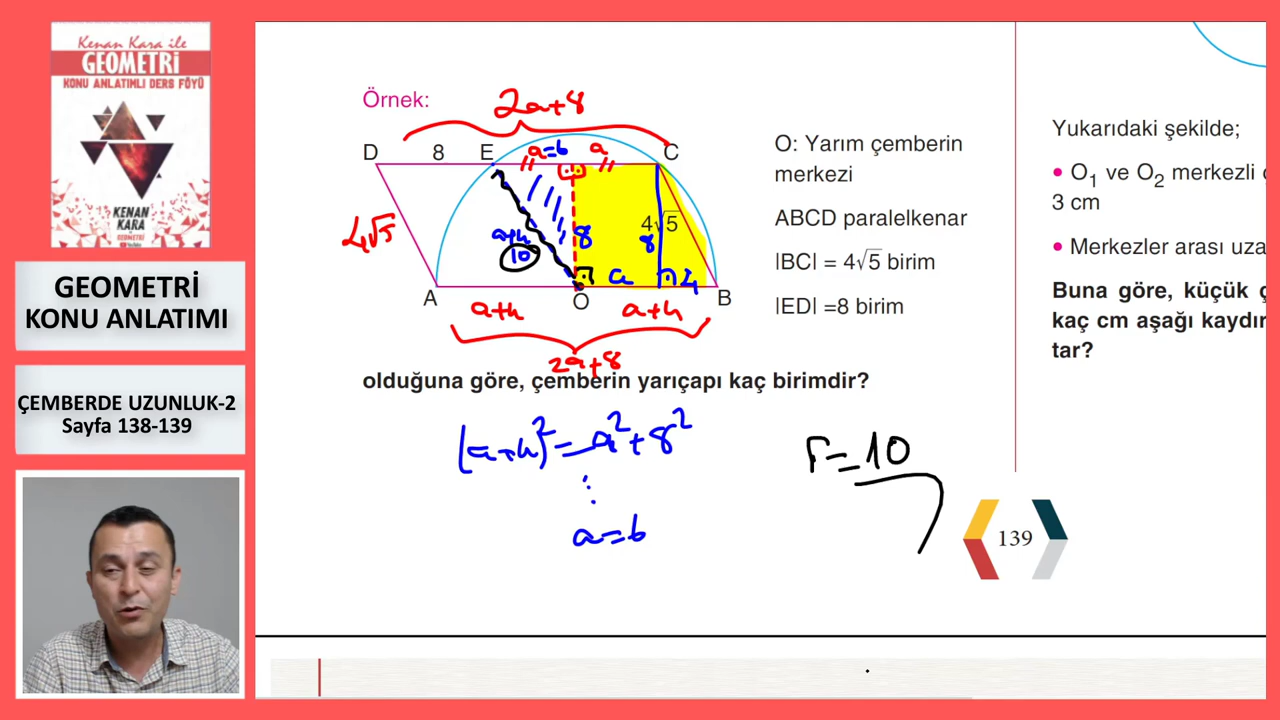 Kenan Kara ile
GEOMETRİ
KONU ANLATIMLI DERS FÖYÜ
KENAN
KARA
GEOMETRİ KONU ANLATIMI
ÇEMBERDE UZUNLUK-2
Sayfa 138-139
Örnek:
2a+8
D 8 E a=6 a C
4√5
a+4
10
8
8
4√5
a
4
A O B
a+4 a+4
2a+8
O: Yarım çemberin
merkezi
ABCD paralelkenar
|BC| = 4√5 birim
|ED| =8 birim
olduğuna göre, çemberin yarıçapı kaç birimdir?
(a+4)²=a²+8²
⋮
a=6
r=10
139
Yukarıdaki şekilde;
• O₁ ve O₂ merkezli
3 cm
• Merkezler arası
Buna göre, küçük
kaç cm aşağı
tar?